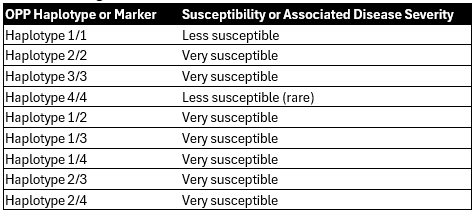 OPP Haplotype or Marker Susceptibility or Associated Disease Severity
Haplotype 1/1 Less susceptible
Haplotype 2/2 Very susceptible
Haplotype 3/3 Very susceptible
Haplotype 4/4 Less susceptible (rare)
Haplotype 1/2 Very susceptible
Haplotype 1/3 Very susceptible
Haplotype 1/4 Very susceptible
Haplotype 2/3 Very susceptible
Haplotype 2/4 Very susceptible